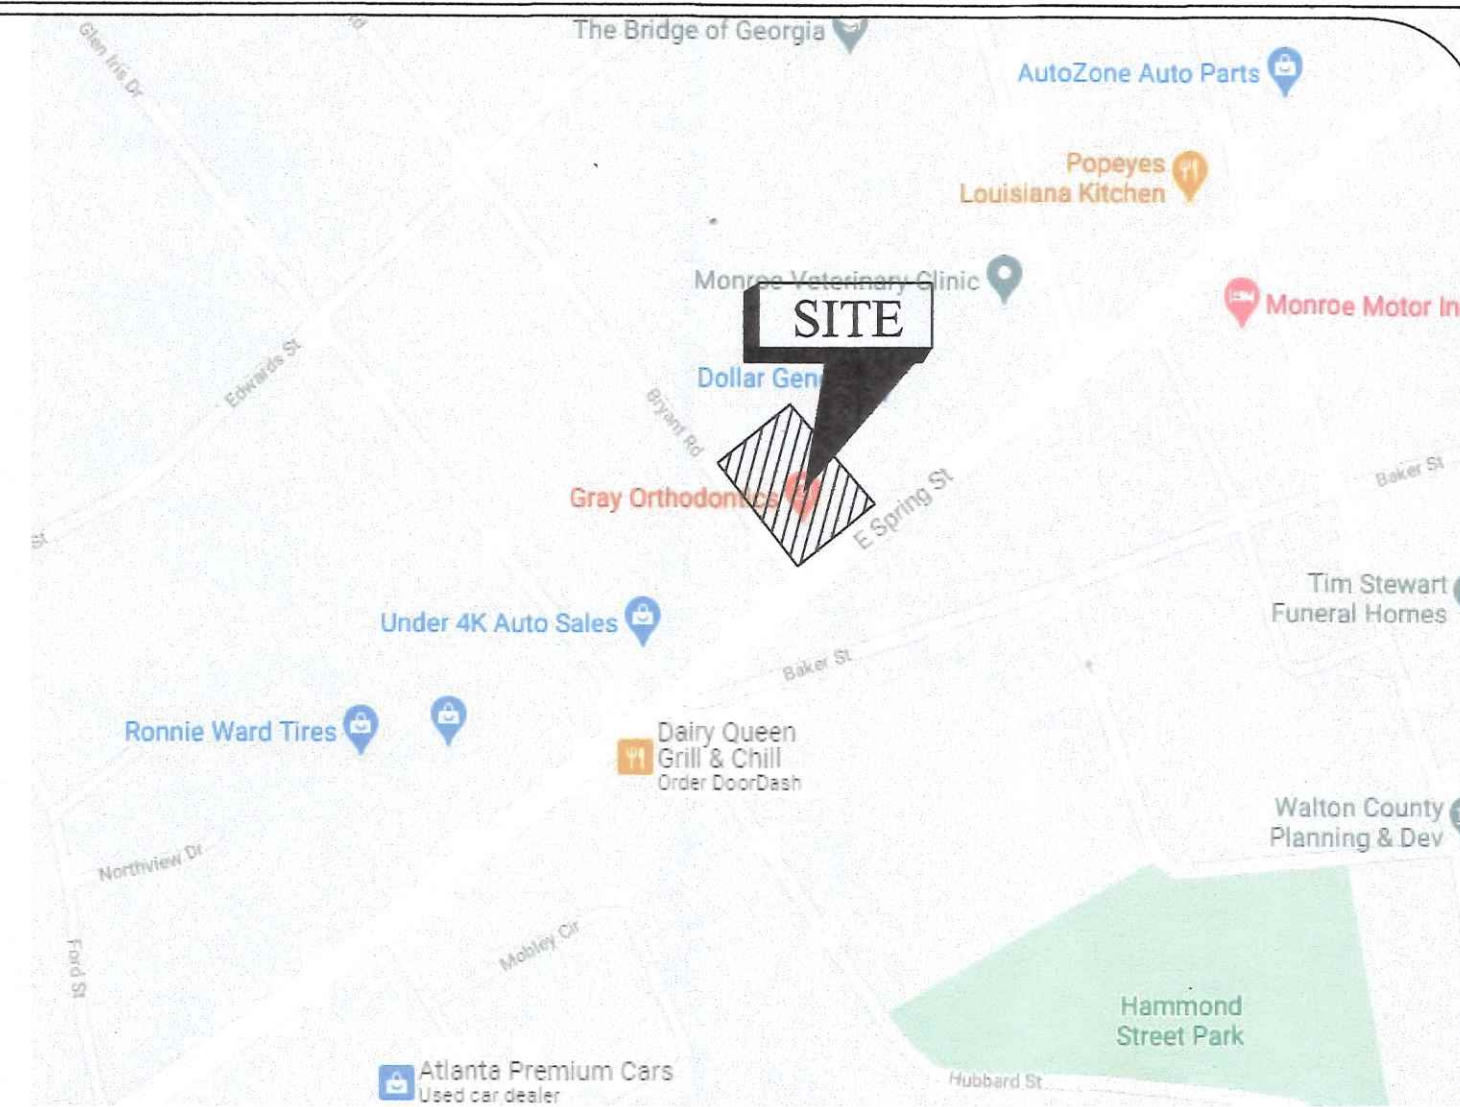 Glen Iris Dr
The Bridge of Georgia
AutoZone Auto Parts
Popeyes
Louisiana Kitchen
Monroe Veterinary Clinic
SITE
Monroe Motor In
Edwards St
Dollar Gen
Bryant Rd
Baker St
Gray Orthodontics
E Spring St
St
Tim Stewart
Funeral Homes
Under 4K Auto Sales
Baker St
Ronnie Ward Tires
Dairy Queen
Grill & Chill
Order DoorDash
Walton County
Planning & Dev
Northview Dr
Mobley Cir
Ford St
Hammond
Street Park
Atlanta Premium Cars
Used car dealer
Hubbard St